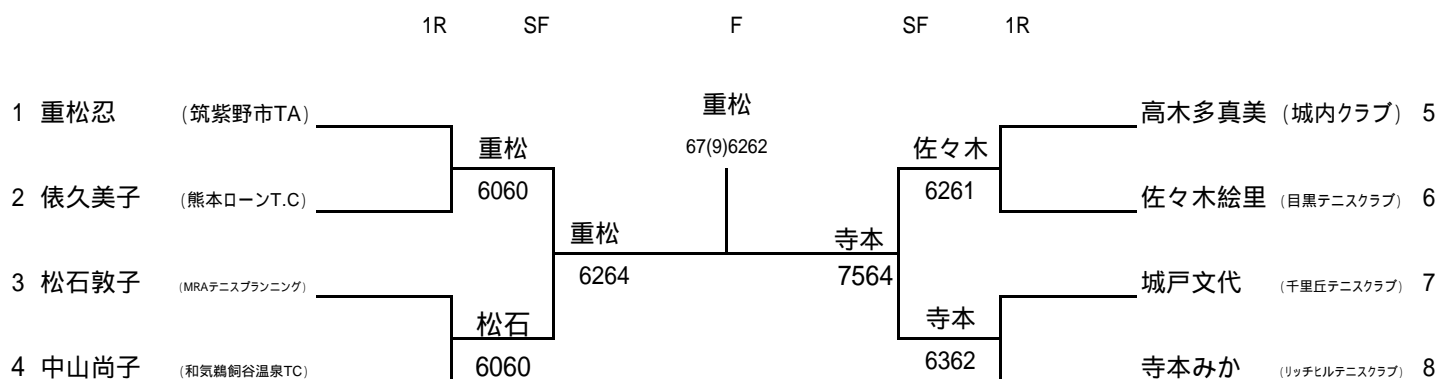 1R SF F SF 1R
1 重松忍 (筑紫野市TA) 重松 高木多真美 (城内クラブ) 5
重松 67(9)6262 佐々木
2 俵久美子 (熊本ローンT.C) 6060 6261 佐々木絵里 (目黒テニスクラブ) 6
重松 寺本
3 松石敦子 (MRAテニスプランニング) 6264 7564 城戸文代 (千里丘テニスクラブ) 7
松石 寺本
4 中山尚子 (和気鵜飼谷温泉TC) 6060 6362 寺本みか (リッチヒルテニスクラブ) 8